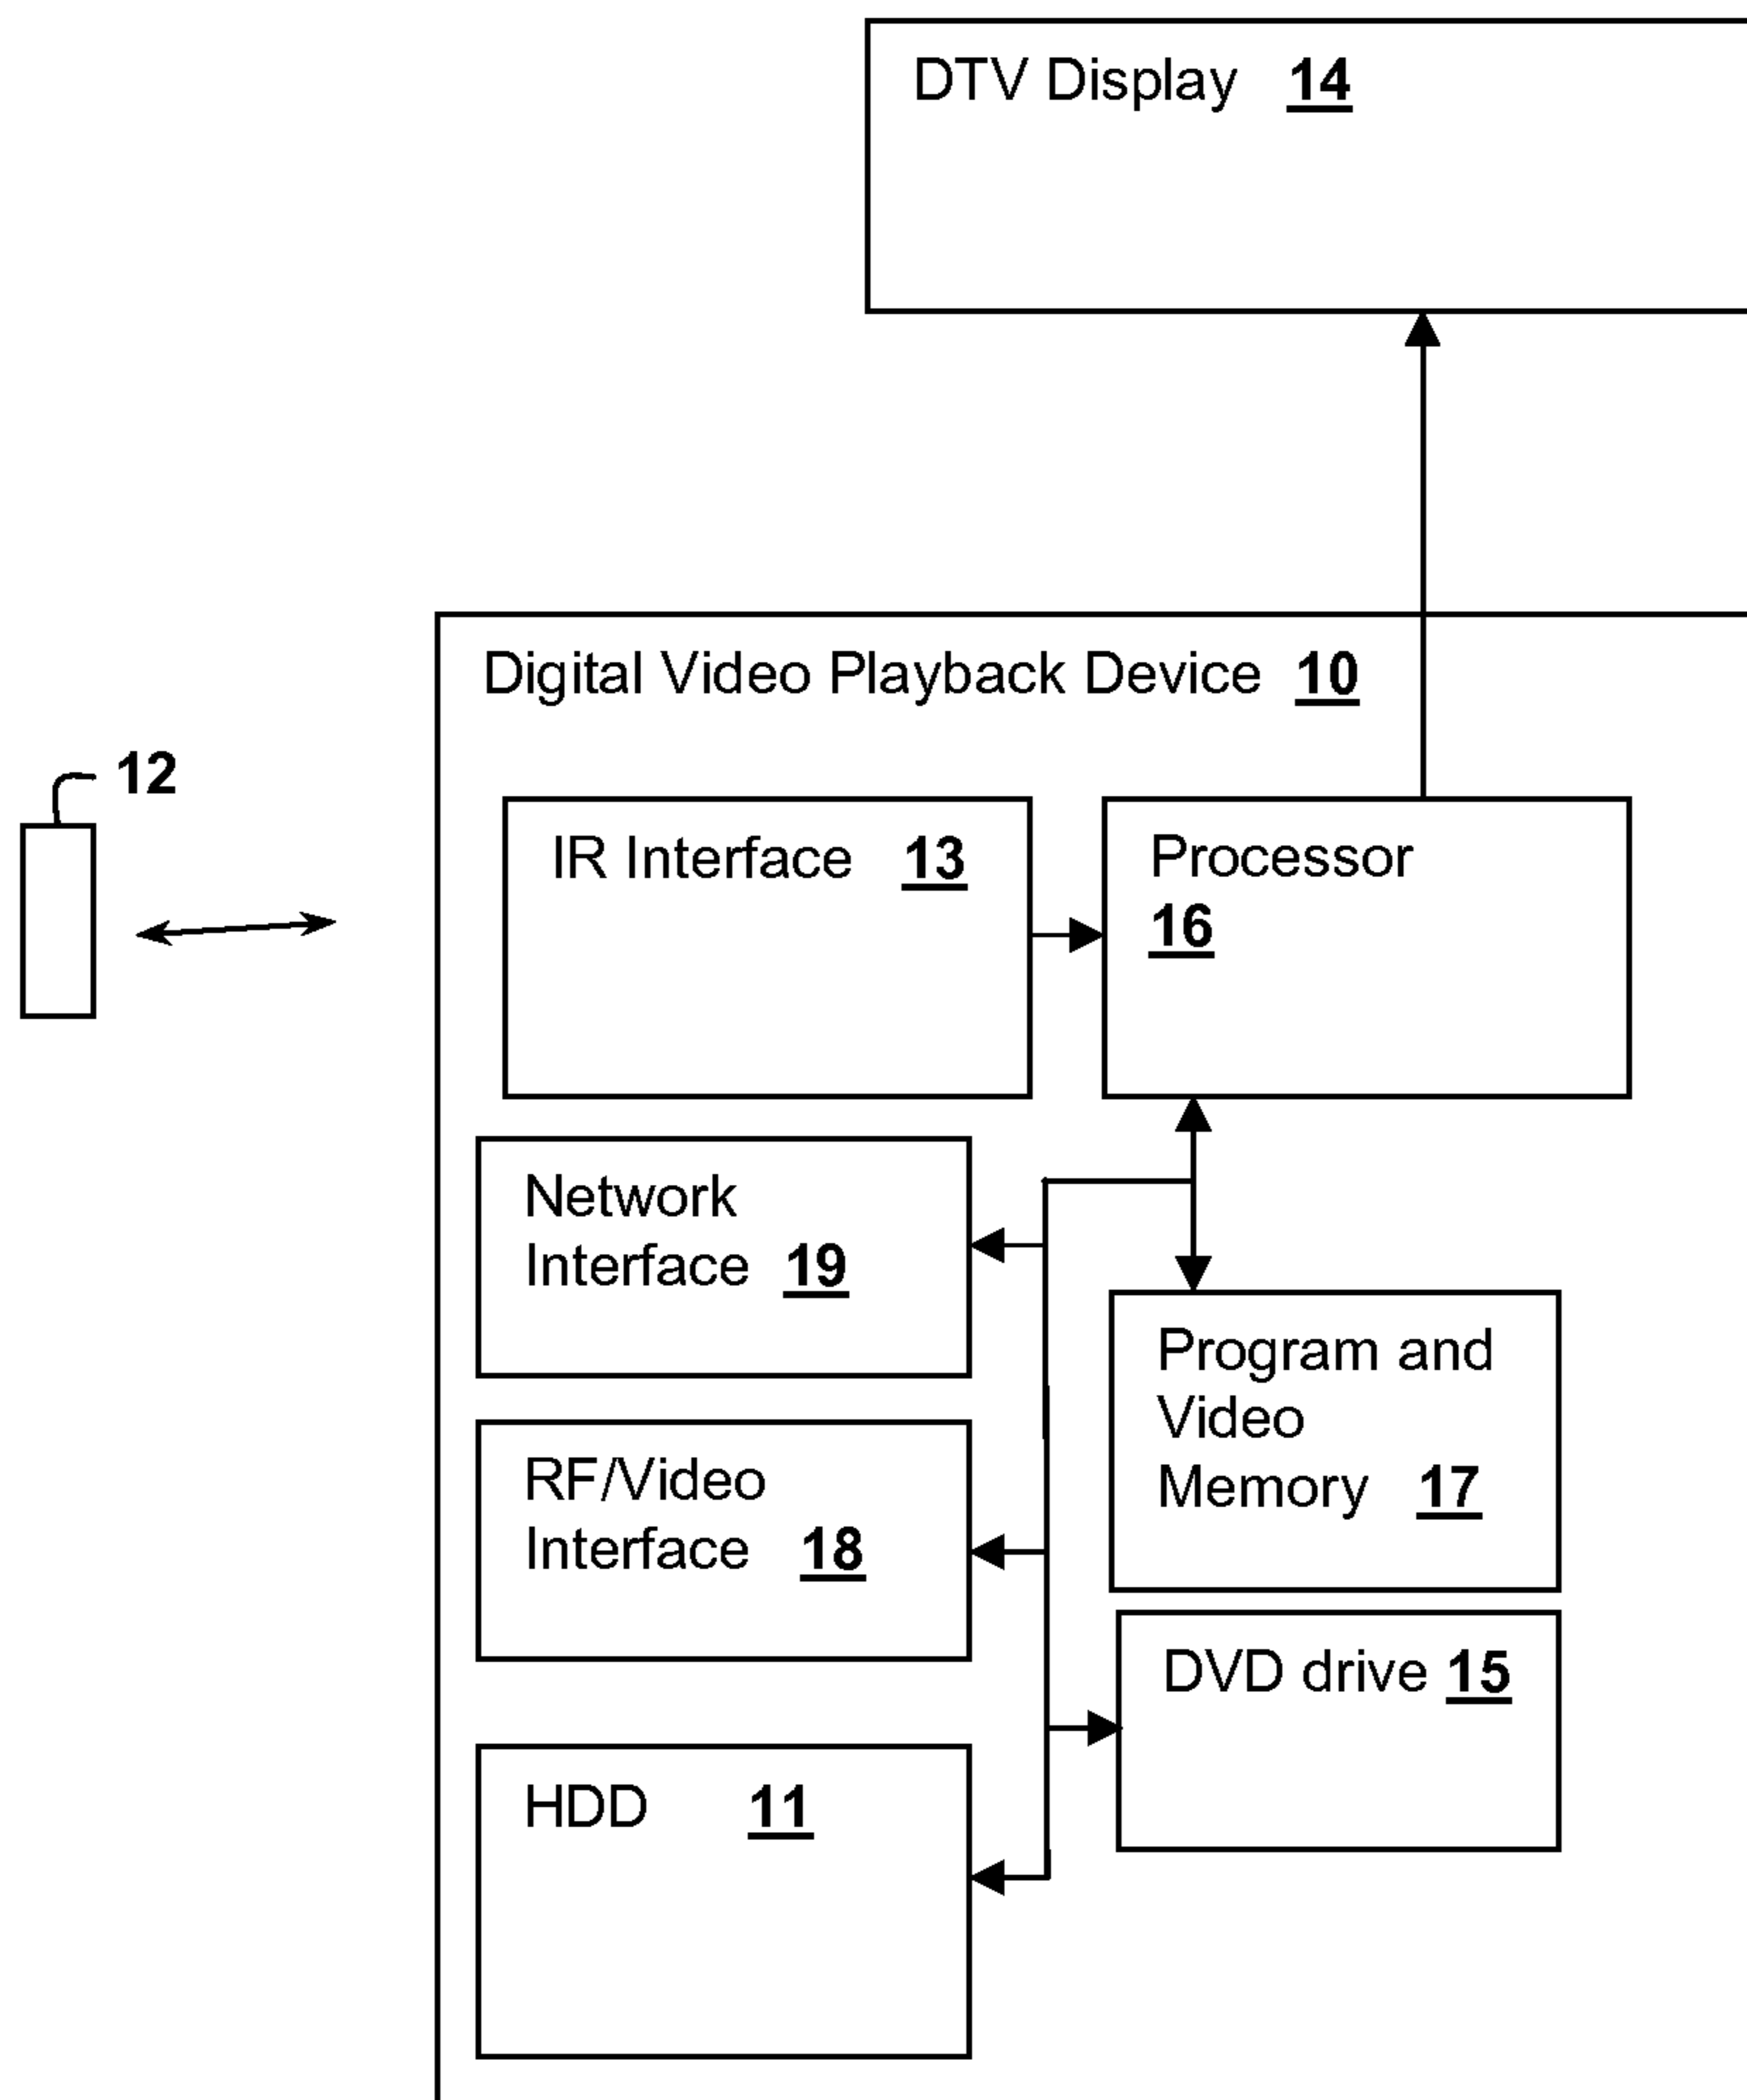 DTV Display 14
Digital Video Playback Device 10
12
IR Interface 13
Processor
16
Network
Interface 19
Program and
Video
Memory 17
RF/Video
Interface 18
DVD drive 15
HDD 11